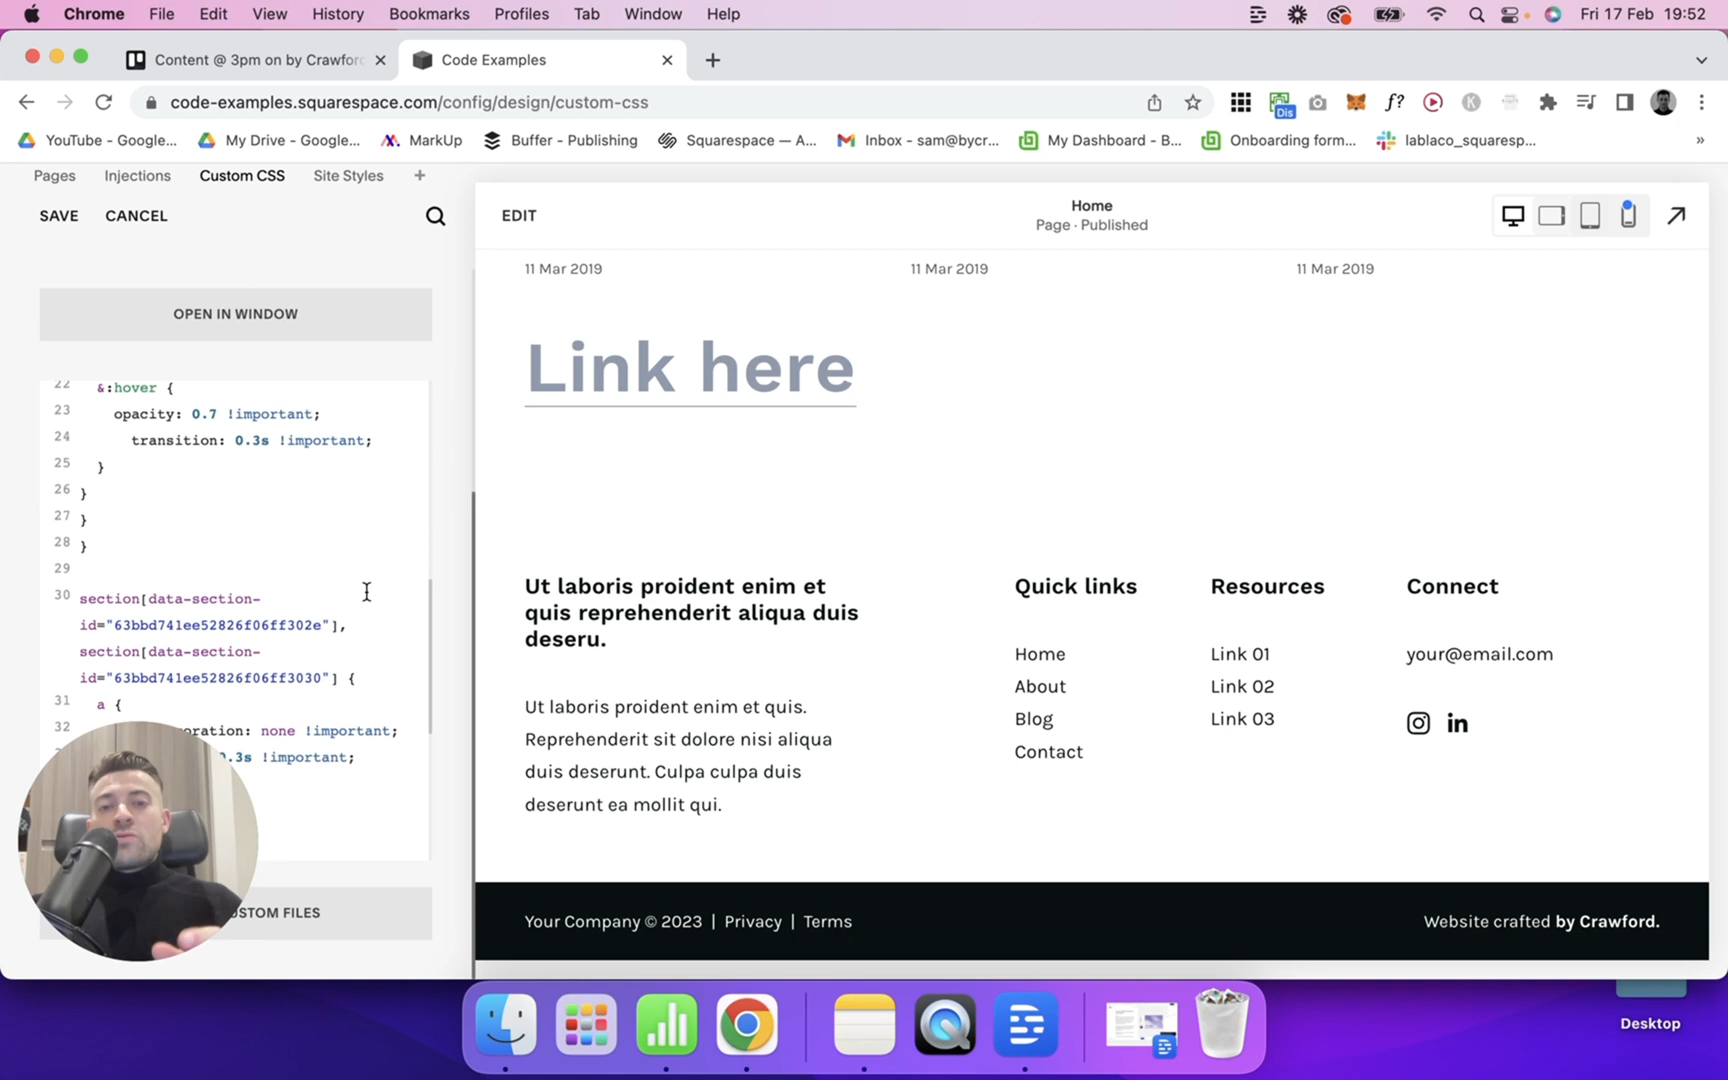 Chrome File Edit View History Bookmarks Profiles Tab Window Help Fri 17 Feb 19:52
Content @ 3pm on by Crawfor
Code Examples
code-examples.squarespace.com/config/design/custom-css
f?
Dis
K
YouTube - Google... My Drive - Google... MarkUp Buffer - Publishing Squarespace — A... Inbox - sam@bycr... My Dashboard - B... Onboarding form... lablaco_squaresp... »
Pages Injections Custom CSS Site Styles +
SAVE CANCEL
EDIT
Home
Page · Published
OPEN IN WINDOW
22 &:hover {
23 opacity: 0.7 !important;
24 transition: 0.3s !important;
25 }
26 }
27 }
28 }
29
30 section[data-section-
id="63bbd741ee52826f06ff302e"],
section[data-section-
id="63bbd741ee52826f06ff3030"] {
31 a {
32 oration: none !important;
.3s !important;
USTOM FILES
11 Mar 2019 11 Mar 2019 11 Mar 2019
Link here
Ut laboris proident enim et
quis reprehenderit aliqua duis
deseru.
Ut laboris proident enim et quis.
Reprehenderit sit dolore nisi aliqua
duis deserunt. Culpa culpa duis
deserunt ea mollit qui.
Quick links
Home
About
Blog
Contact
Resources
Link 01
Link 02
Link 03
Connect
your@email.com
in
Your Company © 2023 | Privacy | Terms
Website crafted by Crawford.
Desktop